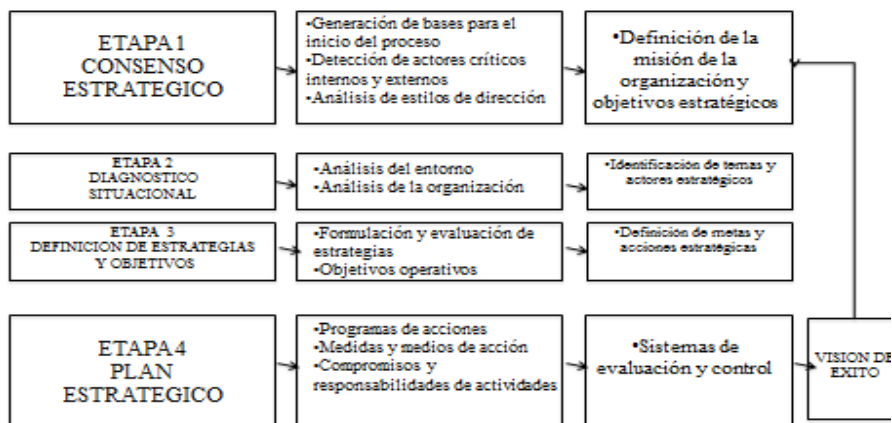 ETAPA 1
CONSENSO
ESTRATEGICO
•Generación de bases para el
inicio del proceso
•Detección de actores críticos
internos y externos
•Análisis de estilos de dirección
•Definición de la
misión de la
organización y
objetivos estratégicos
ETAPA 2
DIAGNOSTICO
SITUACIONAL
•Análisis del entorno
•Análisis de la organización
•Identificación de temas y
actores estratégicos
ETAPA 3
DEFINICION DE ESTRATEGIAS
Y OBJETIVOS
•Formulación y evaluación de
estrategias
•Objetivos operativos
•Definición de metas y
acciones estratégicas
ETAPA 4
PLAN
ESTRATEGICO
•Programas de acciones
•Medidas y medios de acción
•Compromisos y
responsabilidades de actividades
•Sistemas de
evaluación y control
VISION DE
EXITO